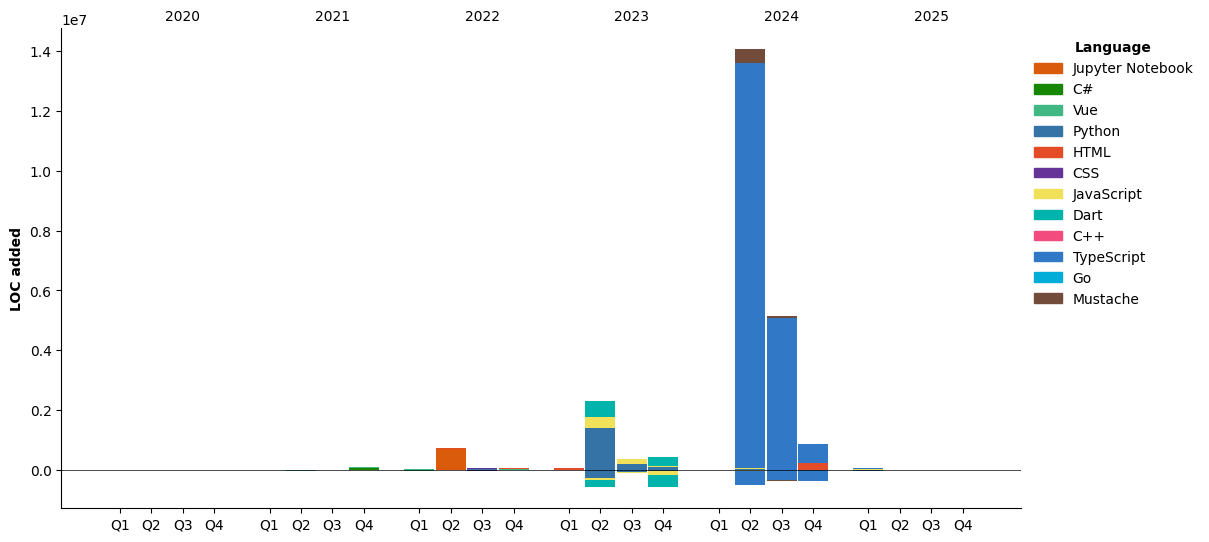 1e7
2020 2021 2022 2023 2024 2025
1.4
1.2
1.0
0.8
0.6
0.4
0.2
0.0
LOC added
Q1 Q2 Q3 Q4 Q1 Q2 Q3 Q4 Q1 Q2 Q3 Q4 Q1 Q2 Q3 Q4 Q1 Q2 Q3 Q4 Q1 Q2 Q3 Q4
Language
Jupyter Notebook
C#
Vue
Python
HTML
CSS
JavaScript
Dart
C++
TypeScript
Go
Mustache